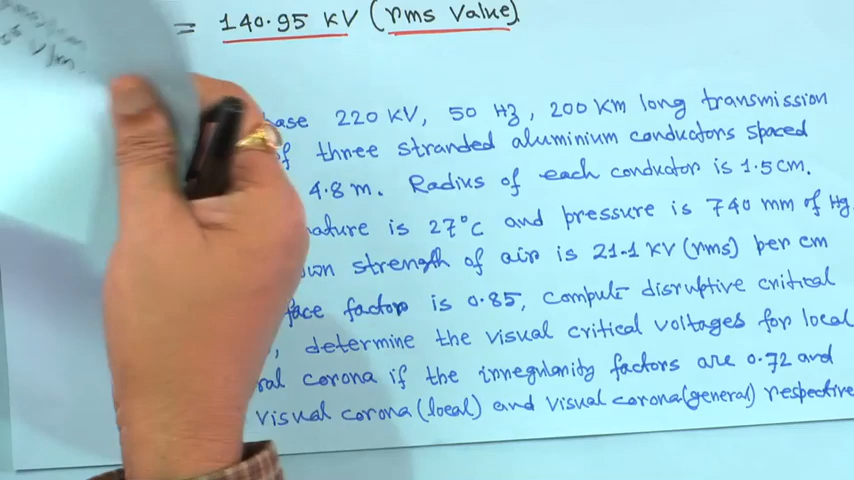 = 140.95 KV (rms value)
ase 220 KV, 50 Hz, 200 Km long transmission
f three stranded aluminium conductors spaced
4.8 m. Radius of each conductor is 1.5 cm.
nature is 27°C and pressure is 740 mm of Hg
own strength of air is 21.1 KV (rms) per cm
face factor is 0.85, compute disruptive critical
, determine the visual critical voltages for local
ral corona if the irregularity factors are 0.72 and
visual corona (local) and visual corona (general) respective